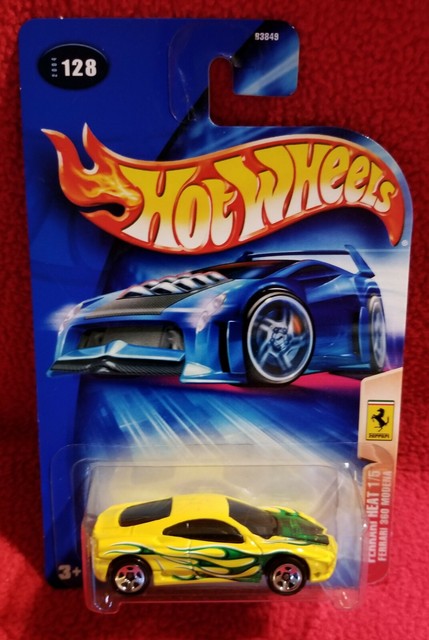 B3849
2004
128
HOT WHEELS
Ferrari
FERRARI HEAT 1/5
FERRARI 360 MODENA
3+